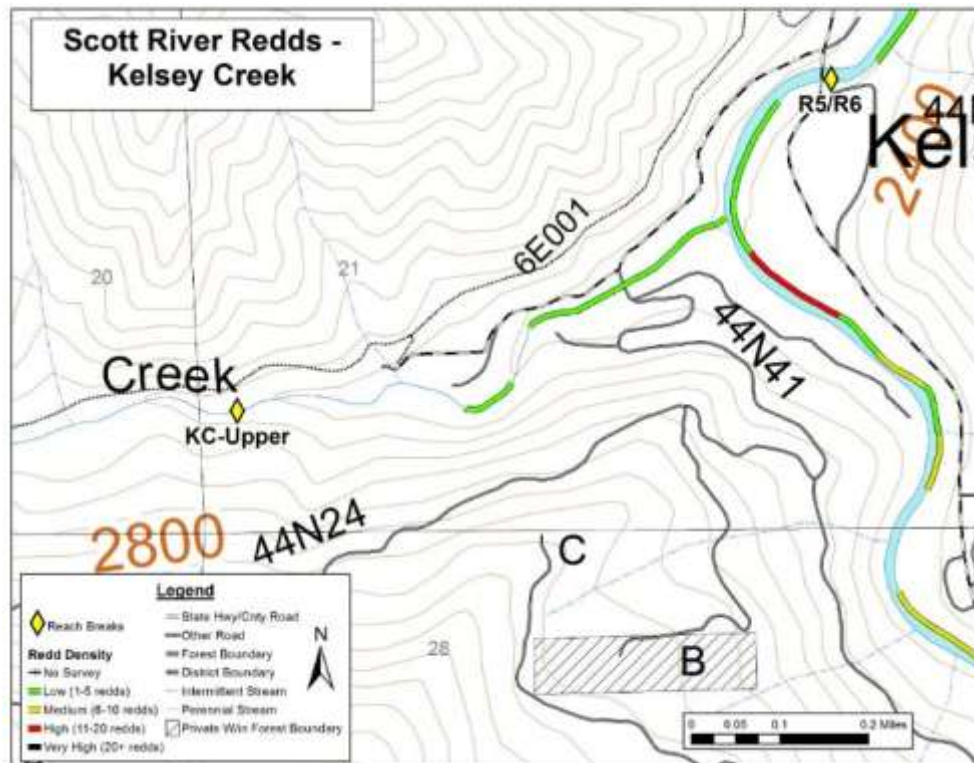 Scott River Redds -
Kelsey Creek
R5/R6
Kel
2400
6E001
20
21
Creek
KC-Upper
44N41
2800
44N24
C
28
B
Legend
Reach Breaks
Redd Density
No Survey
Low (1-5 redds)
Medium (6-10 redds)
High (11-20 redds)
Very High (20+ redds)
State Hwy/Cnty Road
Other Road
Forest Boundary
District Boundary
Intermittent Stream
Perennial Stream
Private W/in Forest Boundary
N
0 0.05 0.1 0.2 Miles